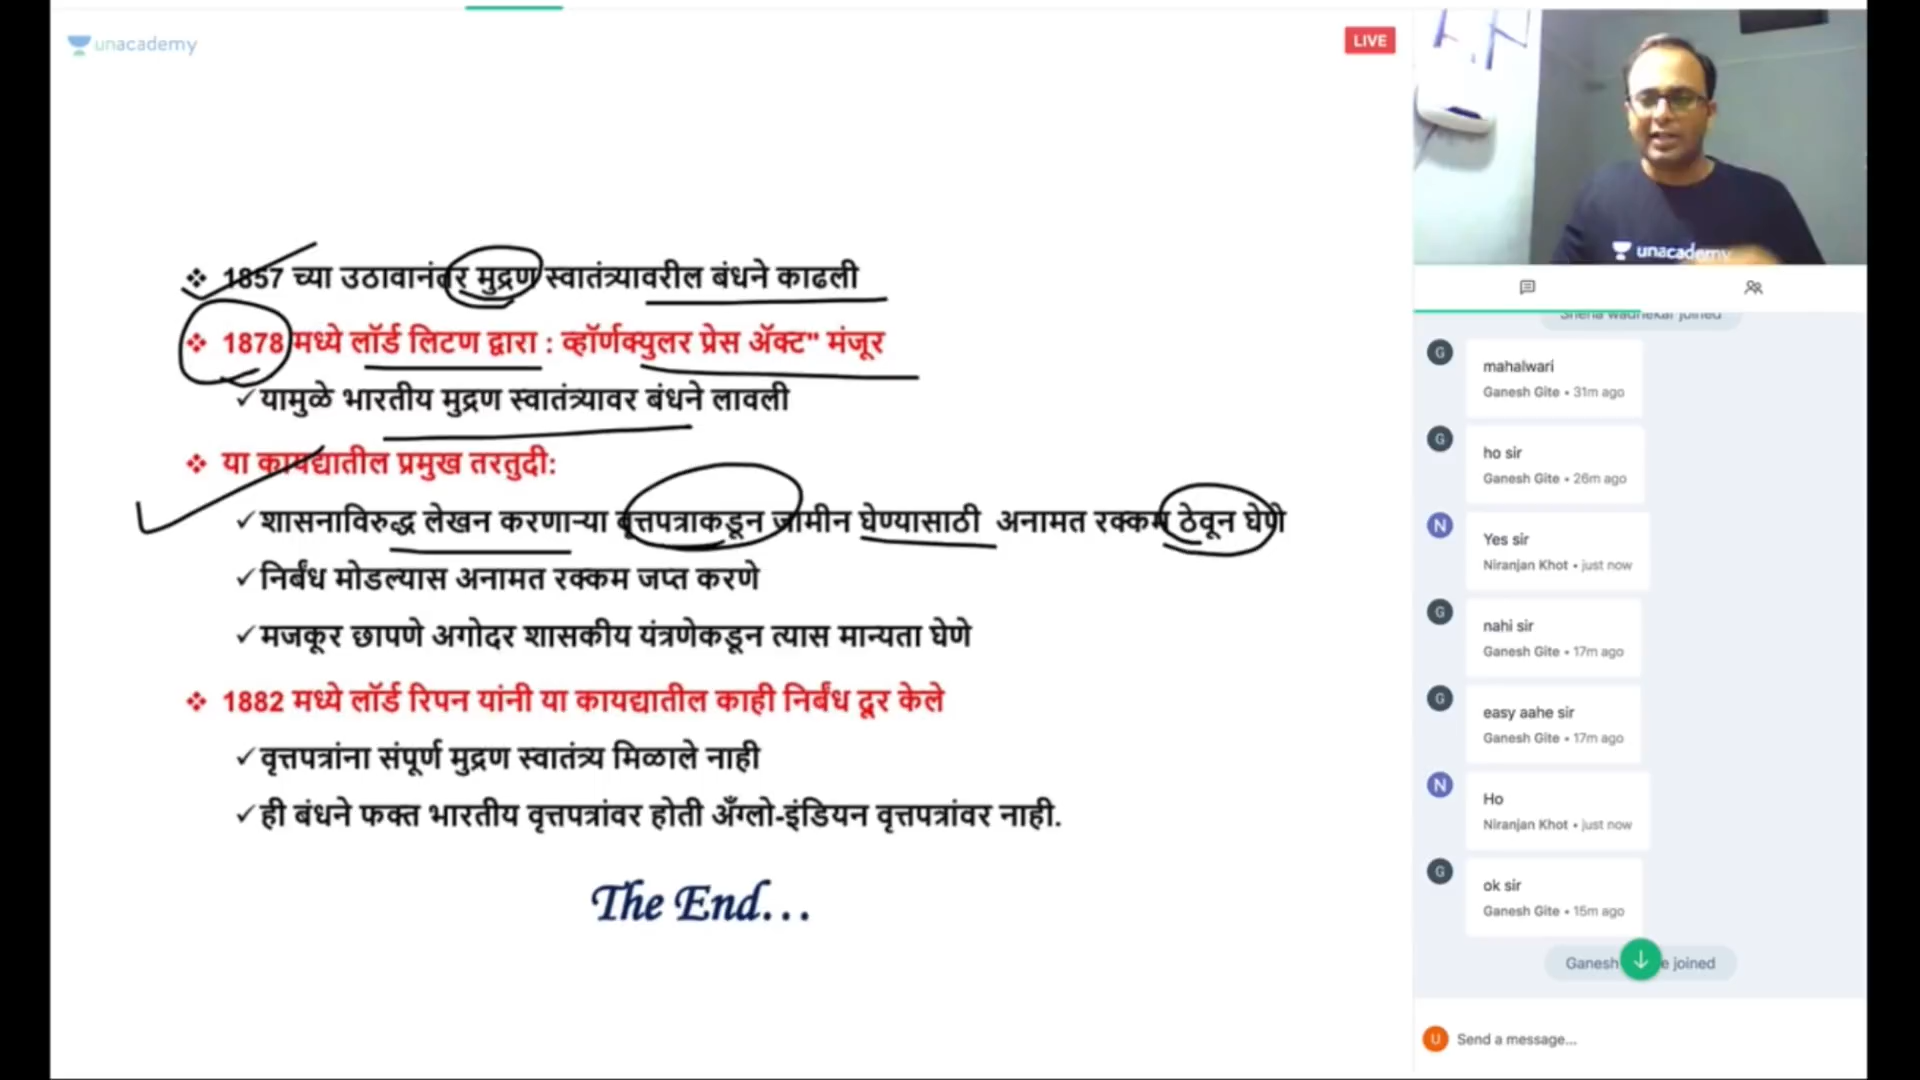 unacademy
LIVE
1857 च्या उठावानंतर मुद्रण स्वातंत्र्यावरील बंधने काढली
1878 मध्ये लॉर्ड लिटण द्वारा : व्हॉर्णक्युलर प्रेस ॲक्ट" मंजूर
यामुळे भारतीय मुद्रण स्वातंत्र्यावर बंधने लावली
या कायद्यातील प्रमुख तरतुदी:
शासनाविरुद्ध लेखन करणाऱ्या वृत्तपत्राकडून जामीन घेण्यासाठी अनामत रक्कम ठेवून घेणे
निर्बंध मोडल्यास अनामत रक्कम जप्त करणे
मजकूर छापणे अगोदर शासकीय यंत्रणेकडून त्यास मान्यता घेणे
1882 मध्ये लॉर्ड रिपन यांनी या कायद्यातील काही निर्बंध दूर केले
वृत्तपत्रांना संपूर्ण मुद्रण स्वातंत्र्य मिळाले नाही
ही बंधने फक्त भारतीय वृत्तपत्रांवर होती अँग्लो-इंडियन वृत्तपत्रांवर नाही.
The End...
unacademy
joined
G
mahalwari
Ganesh Gite • 31m ago
G
ho sir
Ganesh Gite • 26m ago
N
Yes sir
Niranjan Khot • just now
G
nahi sir
Ganesh Gite • 17m ago
G
easy aahe sir
Ganesh Gite • 17m ago
N
Ho
Niranjan Khot • just now
G
ok sir
Ganesh Gite • 15m ago
Ganesh e joined
U
Send a message...